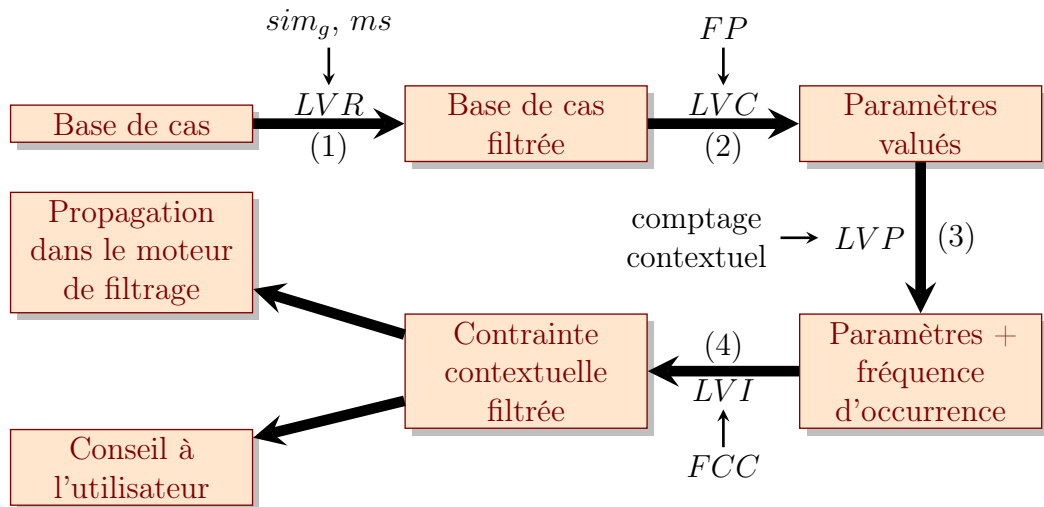 sim_g, ms
FP
Base de cas
LVR
(1)
Base de cas
filtrée
LVC
(2)
Paramètres
valués
comptage
contextuel
LVP
(3)
Paramètres +
fréquence
d'occurrence
(4)
LVI
FCC
Contrainte
contextuelle
filtrée
Propagation
dans le moteur
de filtrage
Conseil à
l'utilisateur